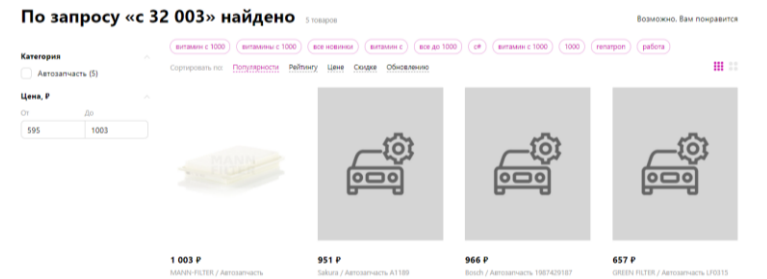 По запросу «с 32 003» найдено 5 товаров
Возможно, Вам понравится
витамин с 1000 витамины с 1000 все новинки витамин с все до 1000 c# витамин с 1000 1000 гепатрол работа
Категория
Автозапчасть (5)
Сортировать по: Популярности Рейтингу Цене Скидке Обновлению
Цена, ₽
От До
595 1003
MANN FILTER
1 003 ₽ 951 ₽ 966 ₽ 657 ₽
MANN-FILTER / Автозапчасть Sakura / Автозапчасть A1189 Bosch / Автозапчасть 1987429187 GREEN FILTER / Автозапчасть LF0315